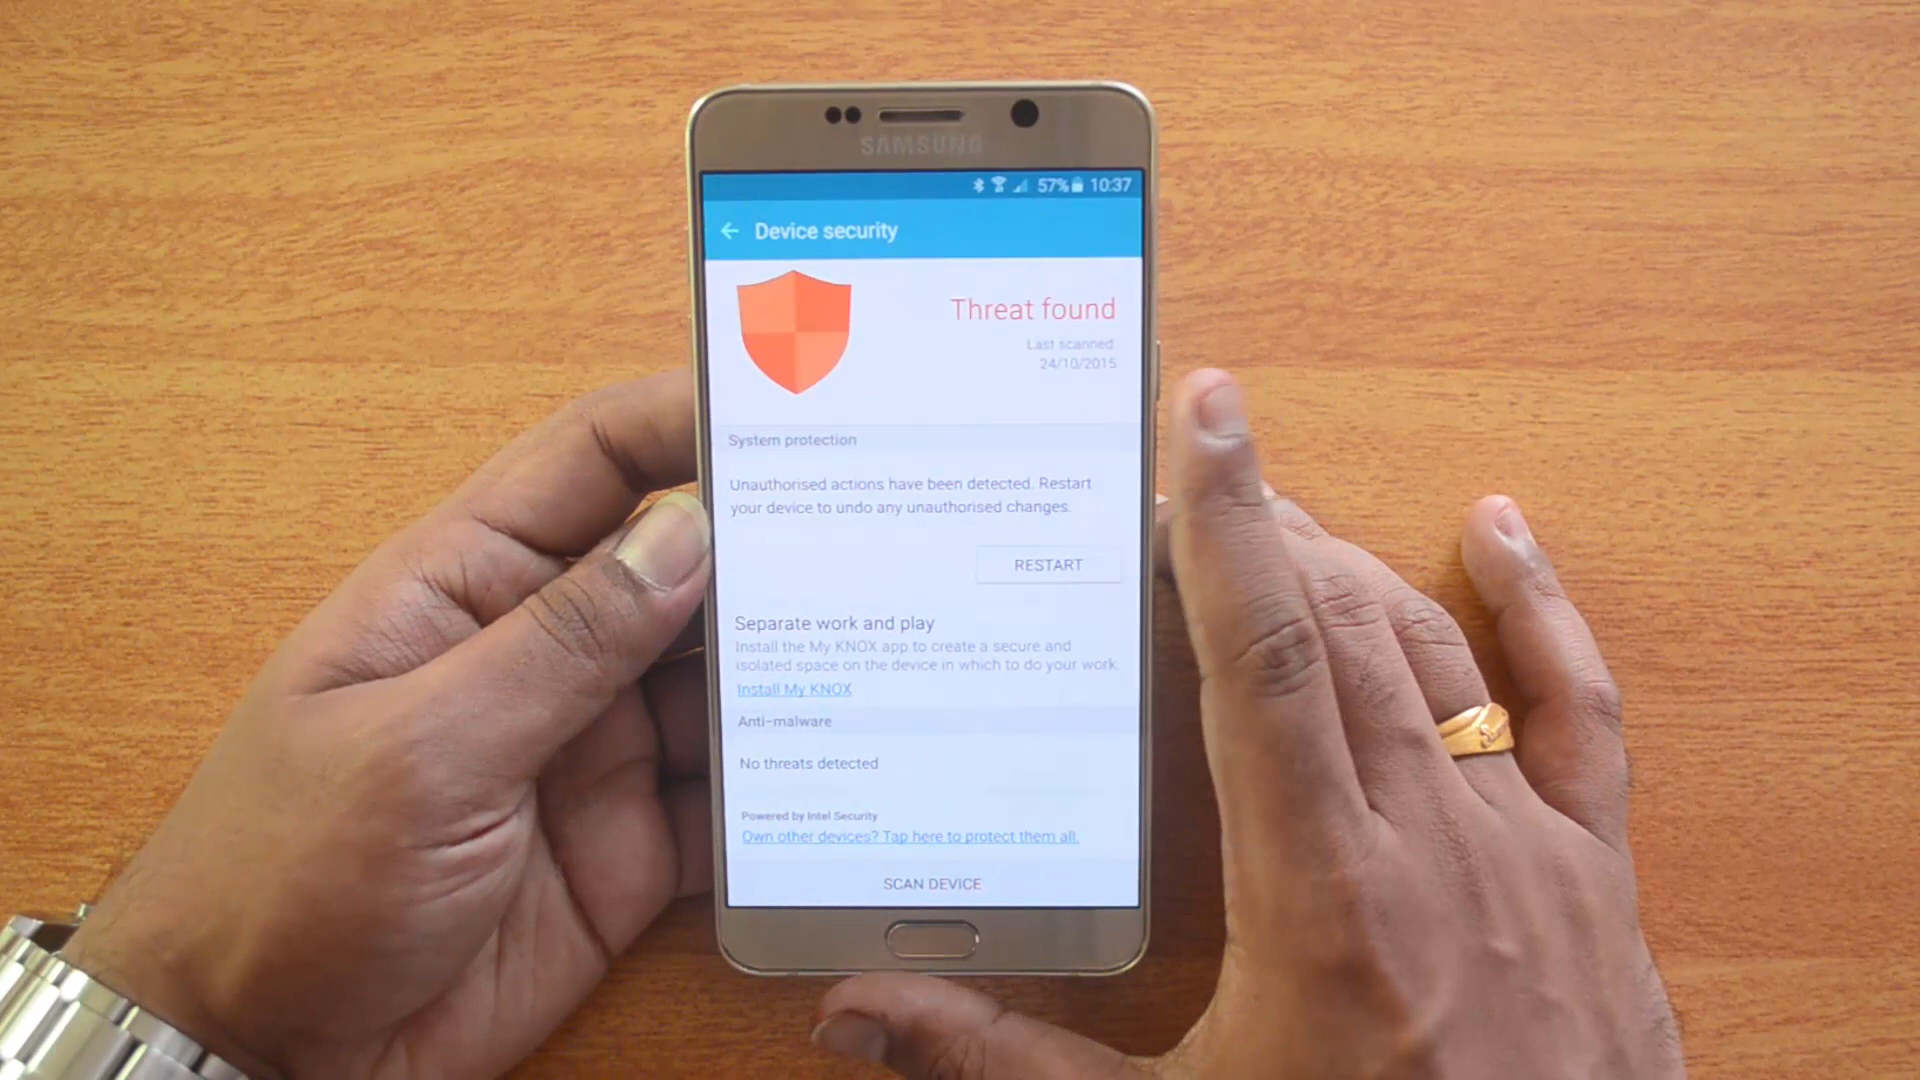 SAMSUNG
57% 10:37
Device security
Threat found
Last scanned:
24/10/2015
System protection
Unauthorised actions have been detected. Restart
your device to undo any unauthorised changes.
RESTART
Separate work and play
Install the My KNOX app to create a secure and
isolated space on the device in which to do your work.
Install My KNOX
Anti-malware
No threats detected
Powered by Intel Security
Own other devices? Tap here to protect them all.
SCAN DEVICE